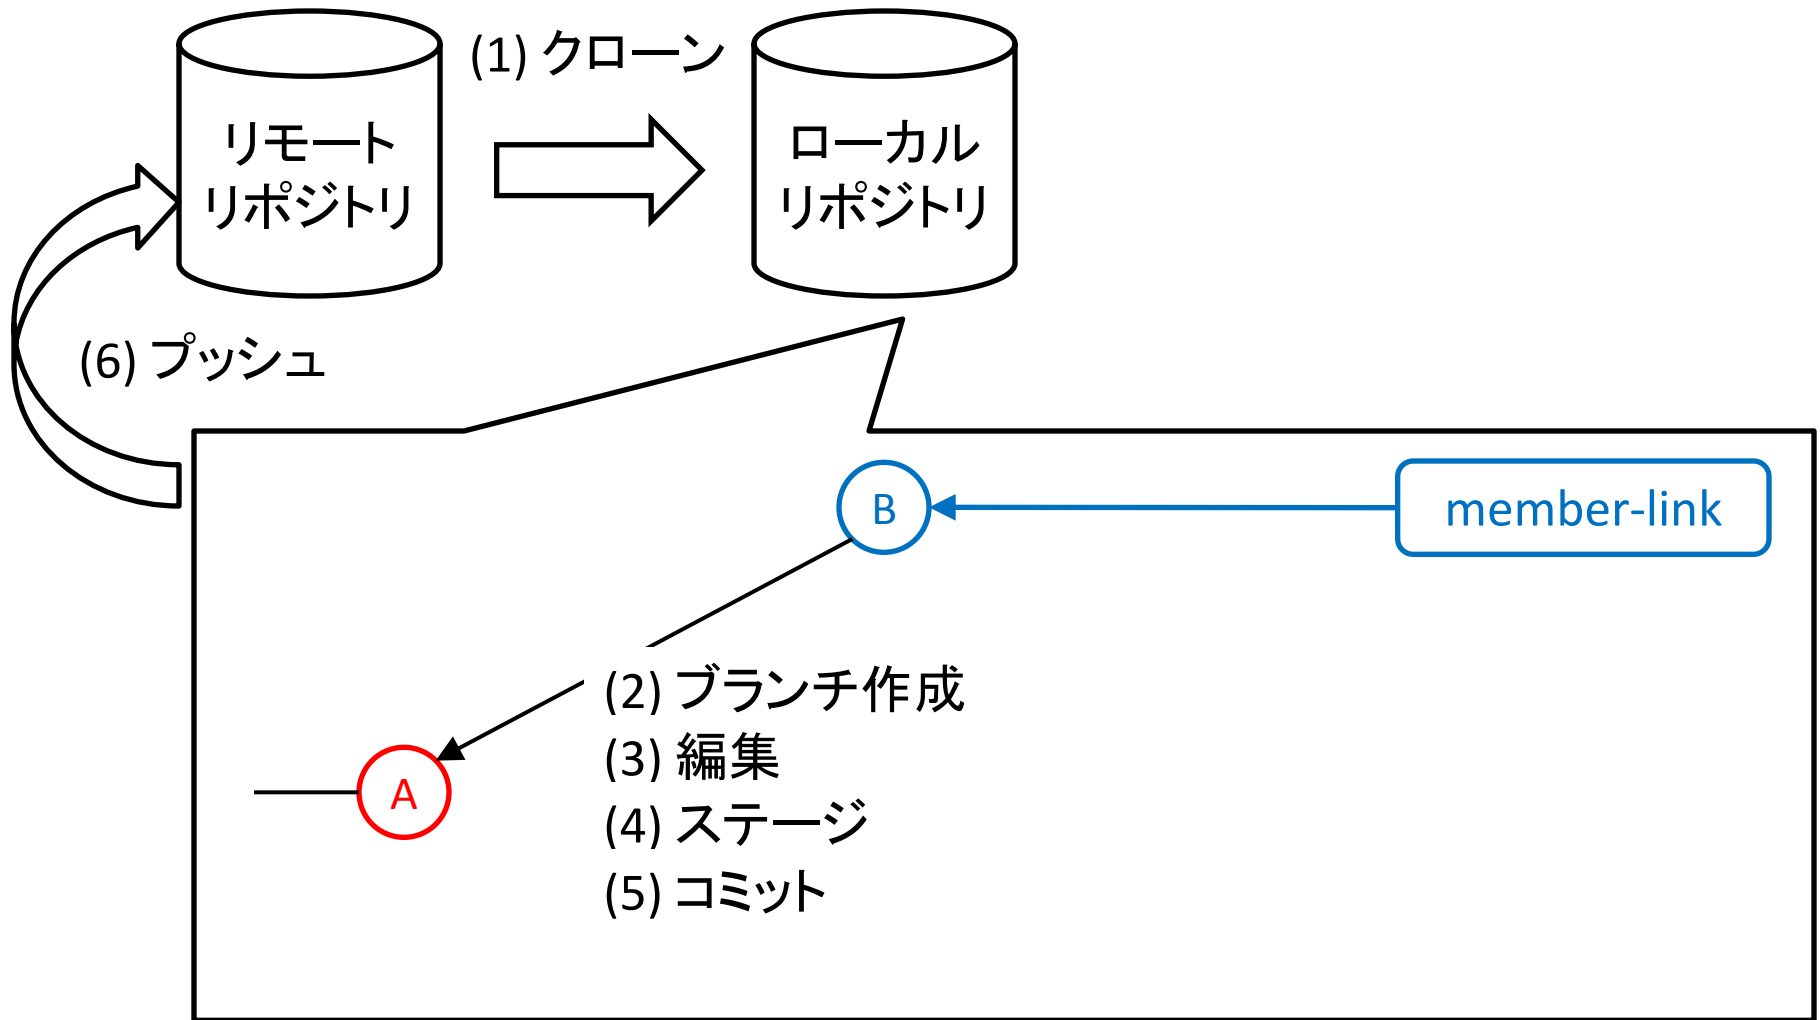 (1) クローン
リモート
リポジトリ
ローカル
リポジトリ
(6) プッシュ
B
member-link
(2) ブランチ作成
(3) 編集
A
(4) ステージ
(5) コミット